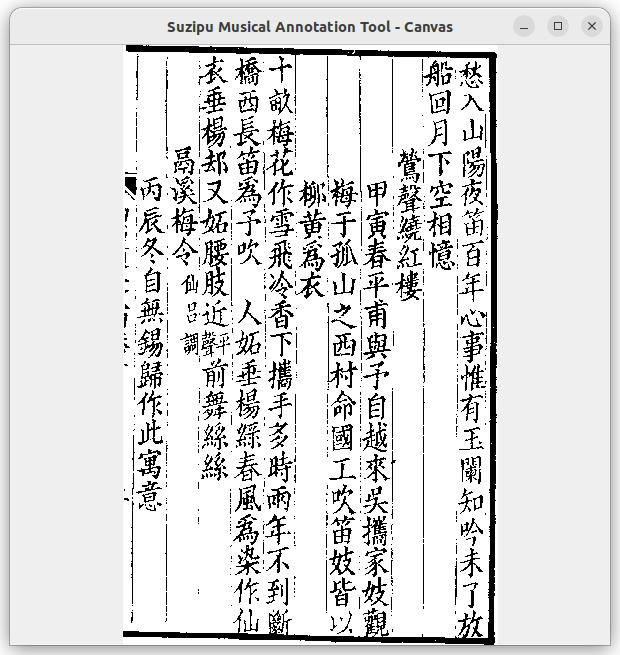 Suzipu Musical Annotation Tool - Canvas
愁入山陽夜笛百年心事惟有玉闌知吟未了放
船回月下空相憶
鶯聲繞紅樓
甲寅春平甫與予自越來吳攜家妓觀
梅于孤山之西村命國工吹笛妓皆以
柳黃爲衣
十畝梅花作雪飛冷香下攜手多時兩年不到斷
橋西長笛爲予吹 人妬垂楊綠春風爲染作仙
衣垂楊却又妬腰肢近平聲前舞絲絲
鬲溪梅令仙呂調
丙辰冬自無錫歸作此寓意